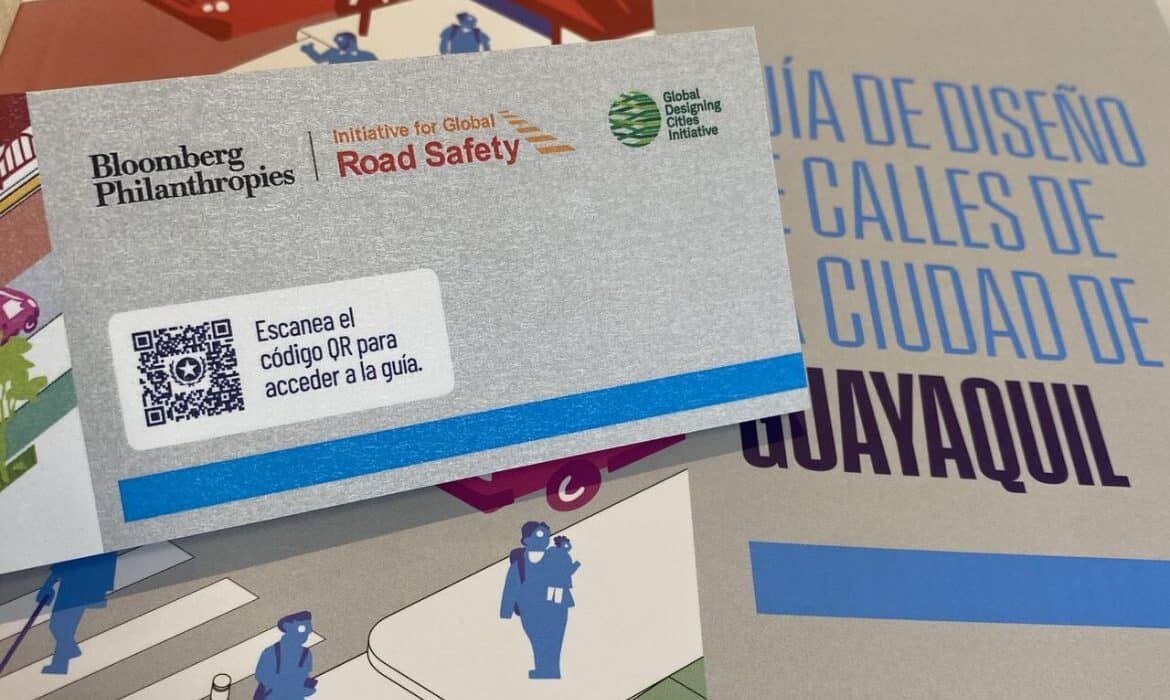 Bloomberg
Philanthropies
Initiative for Global
Road Safety
Global
Designing
Cities
Initiative
Escanea el
código QR para
acceder a la guía.
ÍA DE DISEÑO
CALLES DE
CIUDAD DE
GUAYAQUIL